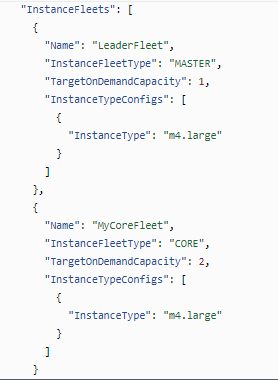 "InstanceFleets": [
{
"Name": "LeaderFleet",
"InstanceFleetType": "MASTER",
"TargetOnDemandCapacity": 1,
"InstanceTypeConfigs": [
{
"InstanceType": "m4.large"
}
]
},
{
"Name": "MyCoreFleet",
"InstanceFleetType": "CORE",
"TargetOnDemandCapacity": 2,
"InstanceTypeConfigs": [
{
"InstanceType": "m4.large"
}
]
}